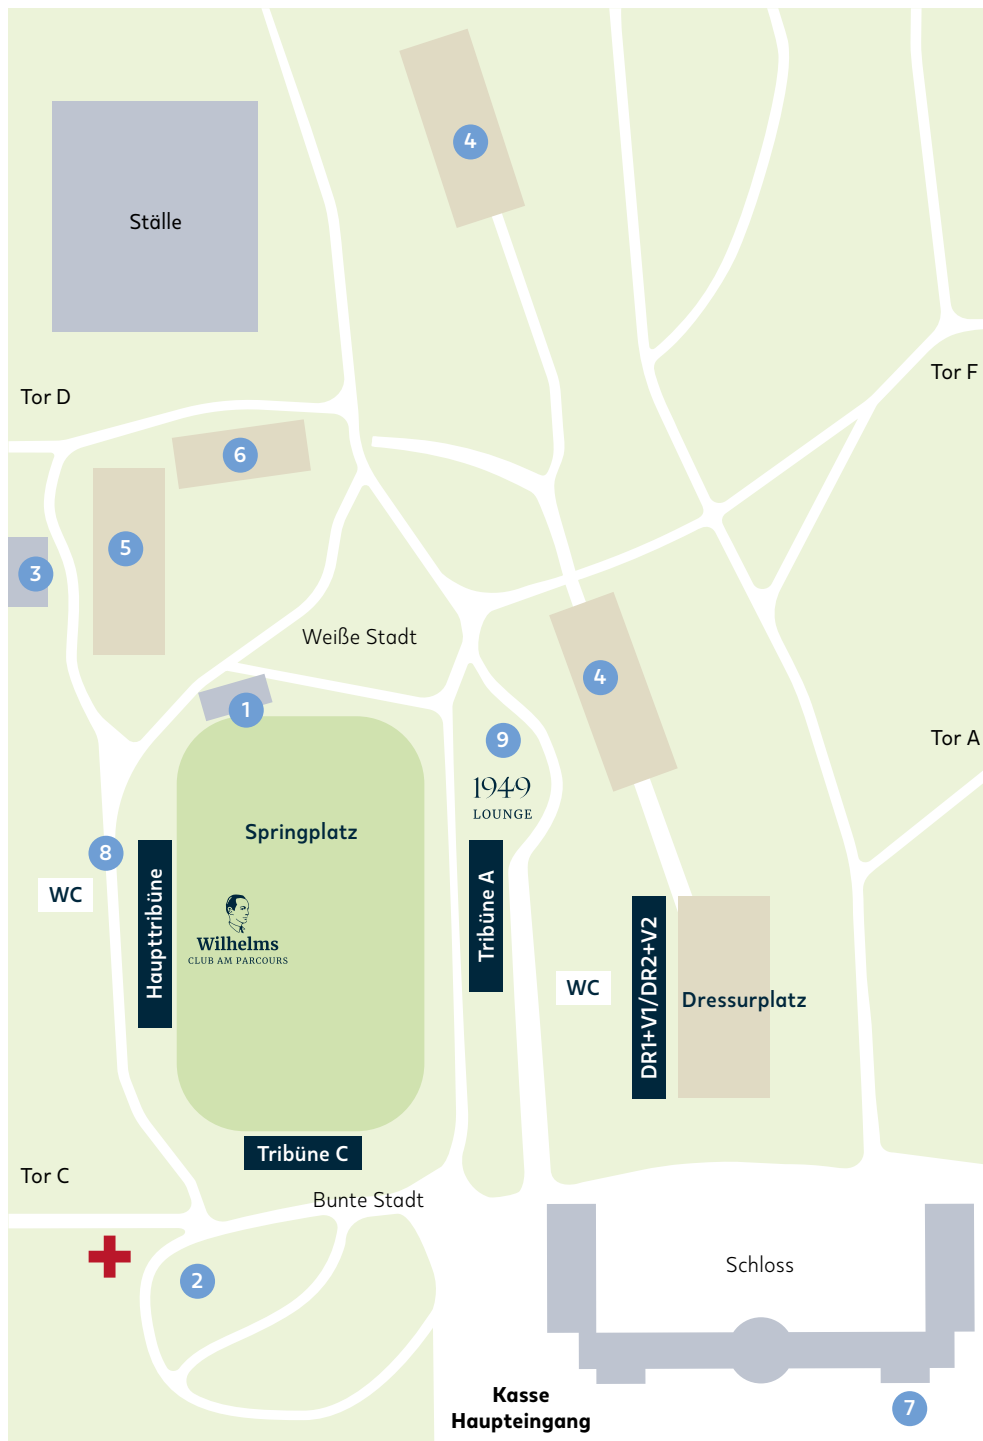 4
Ställe
Tor F
Tor D
6
5
3
Weiße Stadt
4
1
9
Tor A
1949
LOUNGE
Springplatz
8
WC
Haupttribüne
Wilhelms
CLUB AM PARCOURS
Tribüne A
WC
DR1+V1/DR2+V2
Dressurplatz
Tribüne C
Tor C
Bunte Stadt
Schloss
2
Kasse
Haupteingang
7